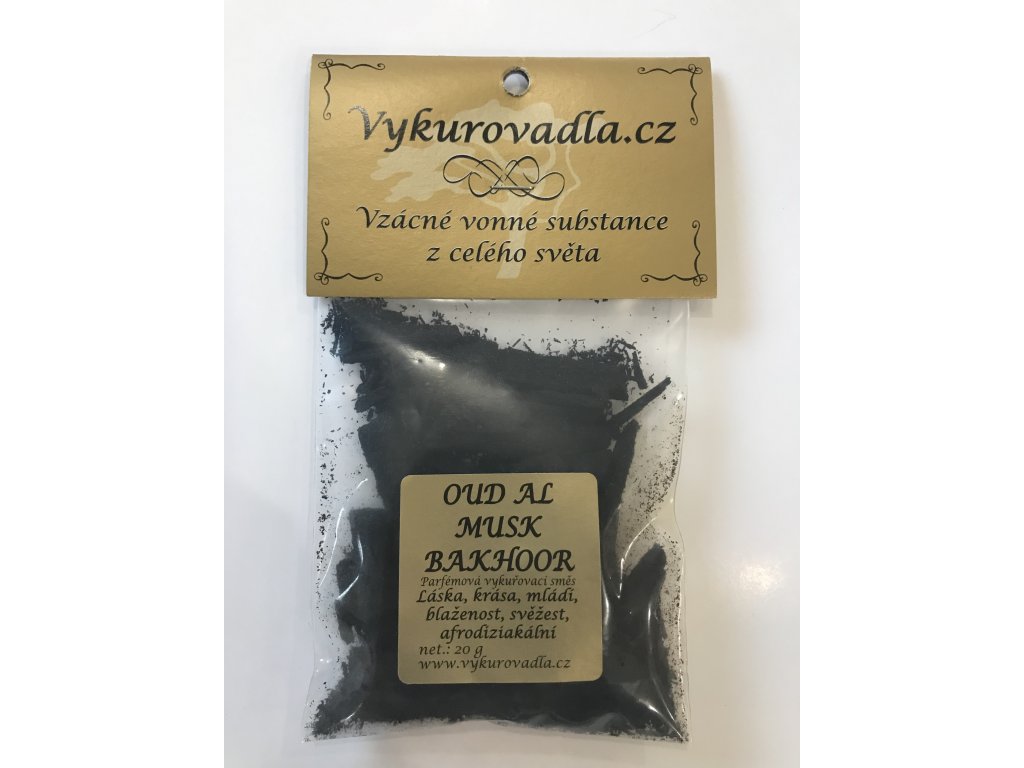 Vykurovadla.cz
Vzácné vonné substance
z celého světa
OUD AL
MUSK
BAKHOOR
Parfémová vykuřovací směs
Láska, krása, mládí,
blaženost, svěžest,
afrodiziakální
net.: 20 g
www.vykurovadla.cz